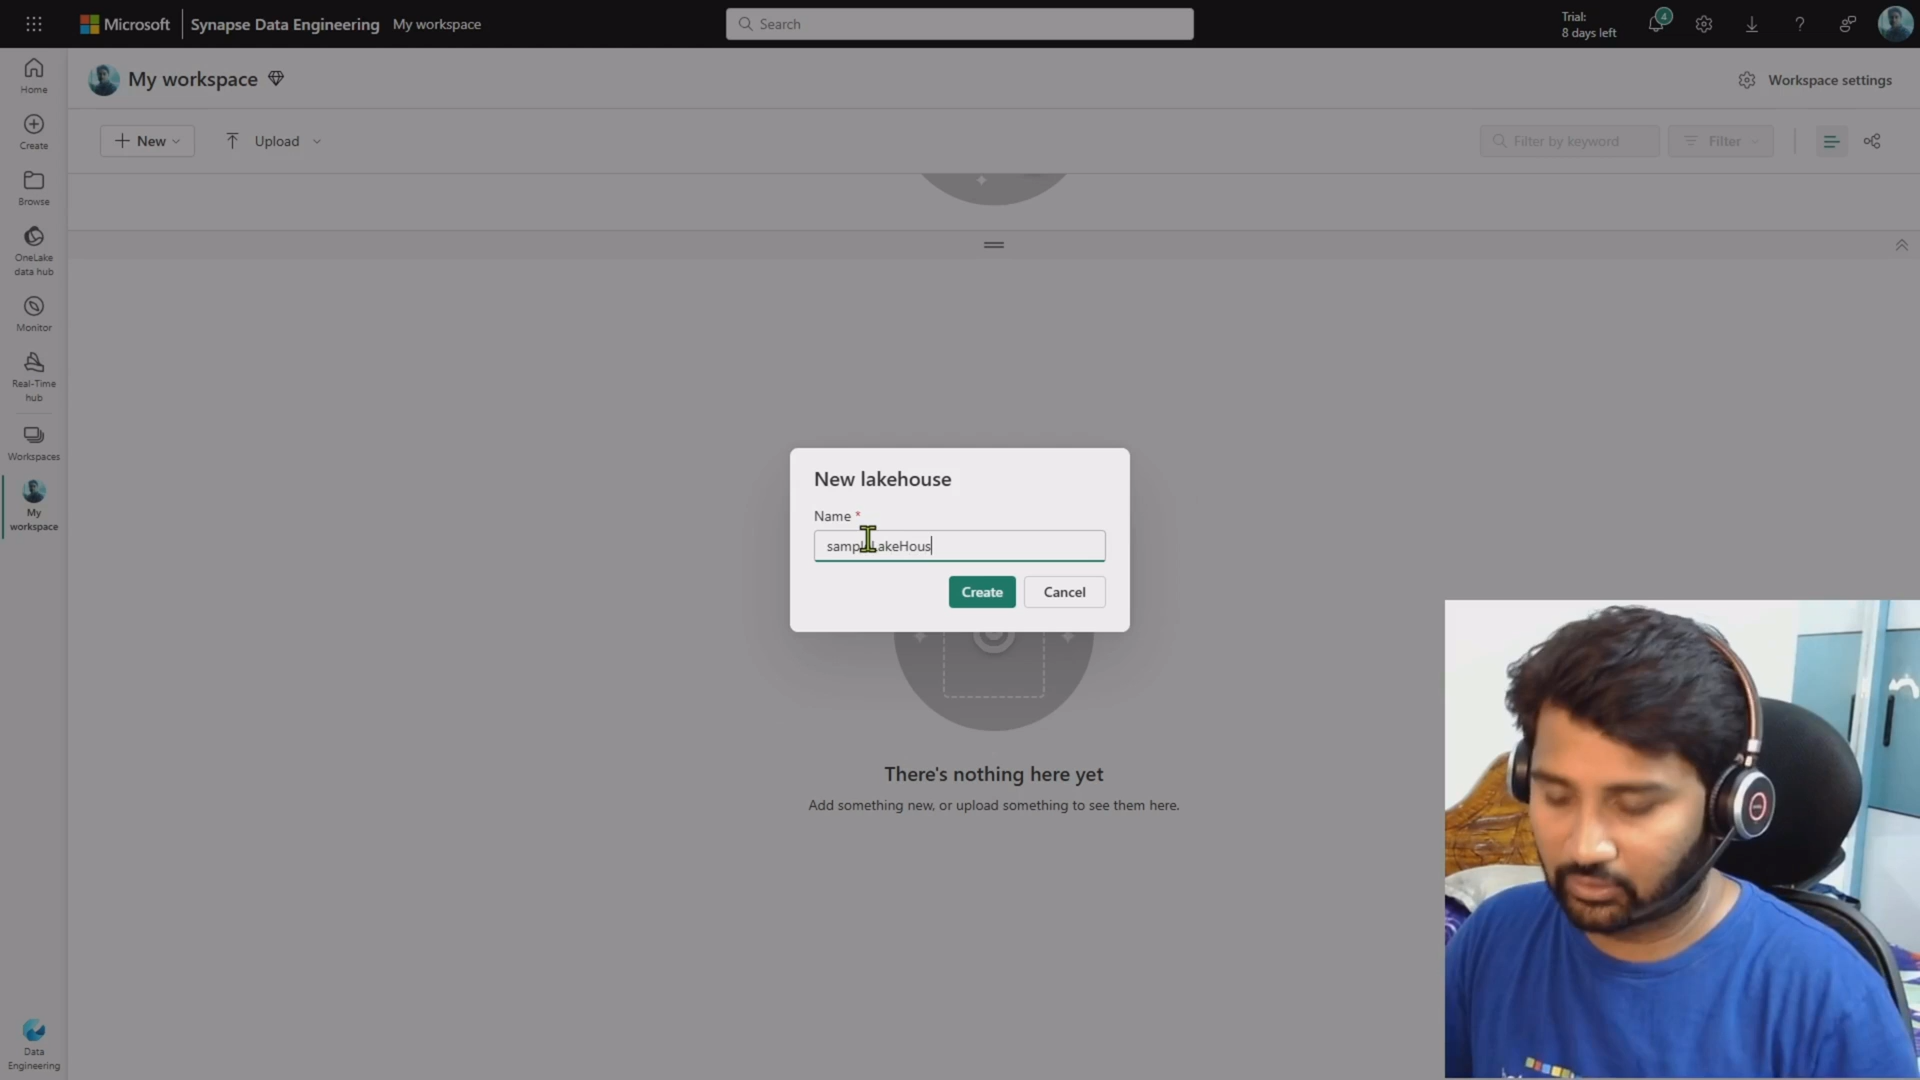 Microsoft
Synapse Data Engineering
My workspace
Search
Trial:
8 days left
4
?
Home
Create
Browse
OneLake
data hub
Monitor
Real-Time
hub
Workspaces
My
workspace
Data
Engineering
My workspace
Workspace settings
New
Upload
Filter by keyword
Filter
New lakehouse
Name *
sampleLakeHous
Create
Cancel
There's nothing here yet
Add something new, or upload something to see them here.